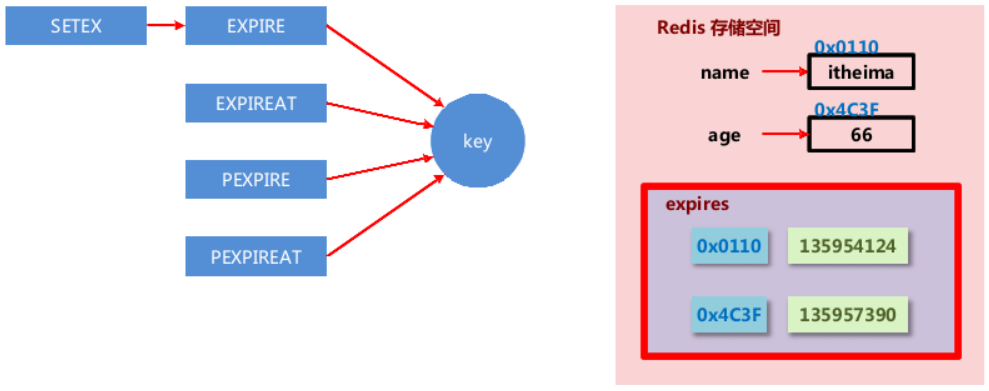 SETEX
EXPIRE
EXPIREAT
PEXPIRE
PEXPIREAT
key
Redis 存储空间
0x0110
name
itheima
0x4C3F
age
66
expires
0x0110
135954124
0x4C3F
135957390